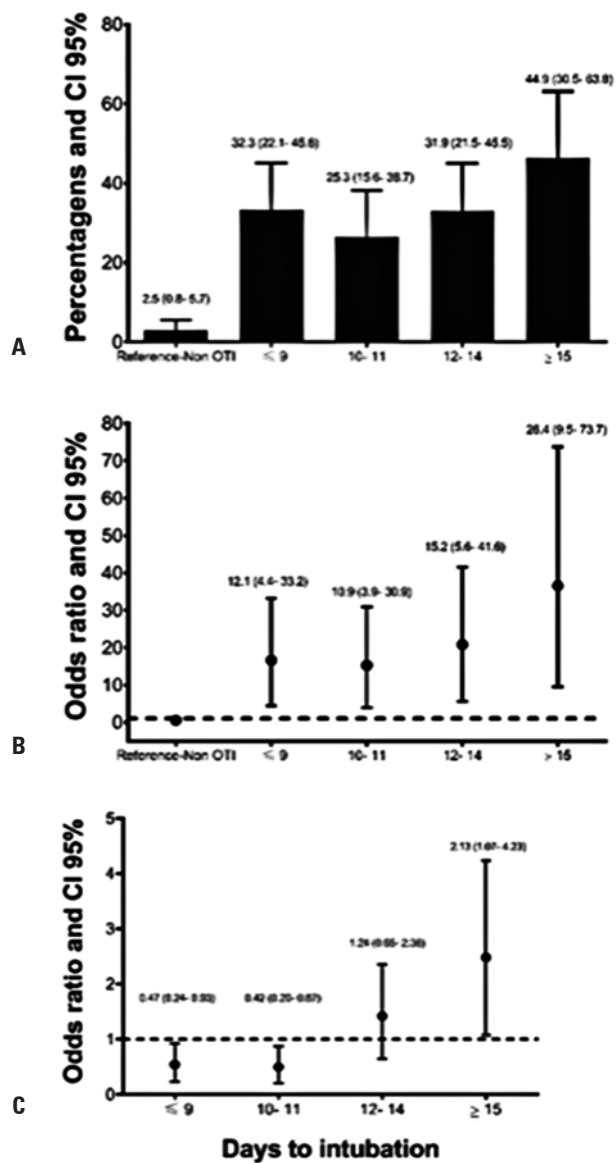 A
Percentagens and CI 95%
80
60
40
20
0
2.5 (0.8- 5.7)
32.3 (22.1- 45.6)
25.3 (15.6- 38.7)
31.9 (21.5- 45.5)
44.9 (30.5- 63.8)
Reference-Non OTI
≤ 9
10- 11
12- 14
≥ 15
B
Odds ratio and CI 95%
80
70
60
50
40
30
20
10
0
12.1 (4.4- 33.2)
10.9 (3.9- 30.9)
15.2 (5.6- 41.6)
26.4 (9.5- 73.7)
Reference-Non OTI
≤ 9
10- 11
12- 14
≥ 15
C
Odds ratio and CI 95%
5
4
3
2
1
0
0.47 (0.24- 0.93)
0.42 (0.20- 0.87)
1.24 (0.65- 2.36)
2.13 (1.07- 4.23)
≤ 9
10- 11
12- 14
≥ 15
Days to intubation